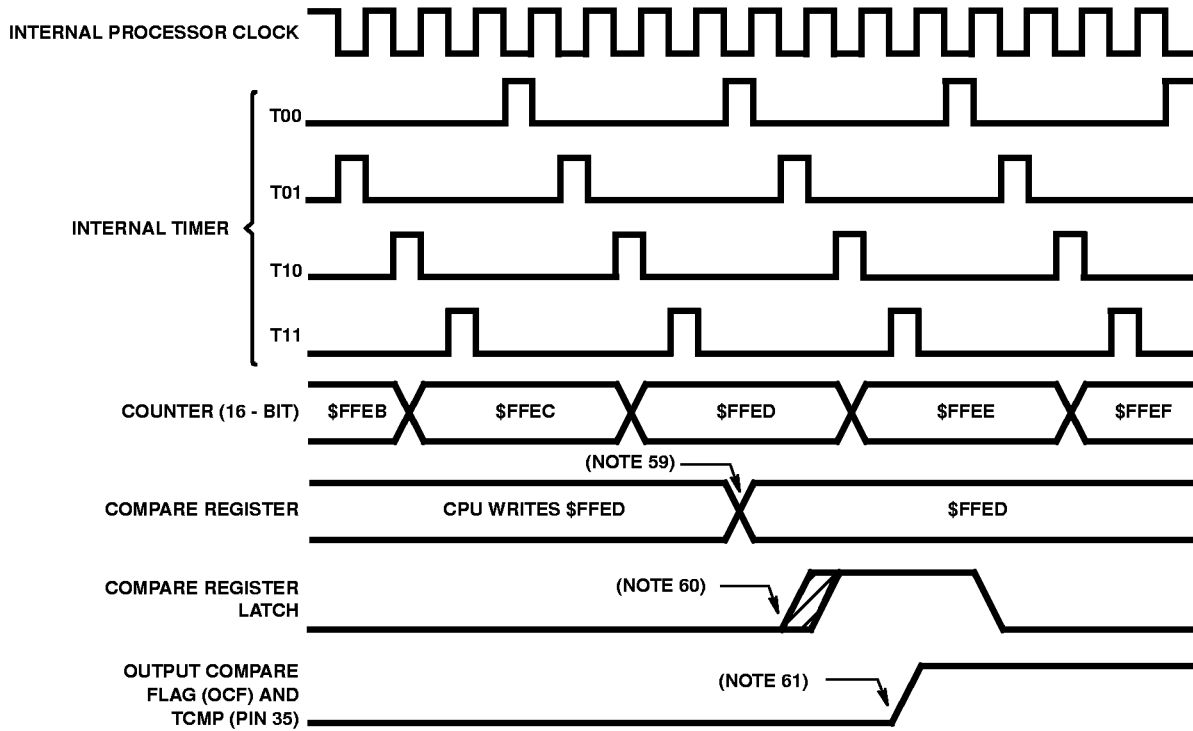 INTERNAL PROCESSOR CLOCK
T00
T01
INTERNAL TIMER
T10
T11
COUNTER (16 - BIT)
$FFEB
$FFEC
$FFED
$FFEE
$FFEF
(NOTE 59)
COMPARE REGISTER
CPU WRITES $FFED
$FFED
COMPARE REGISTER
LATCH
(NOTE 60)
OUTPUT COMPARE
FLAG (OCF) AND
TCMP (PIN 35)
(NOTE 61)